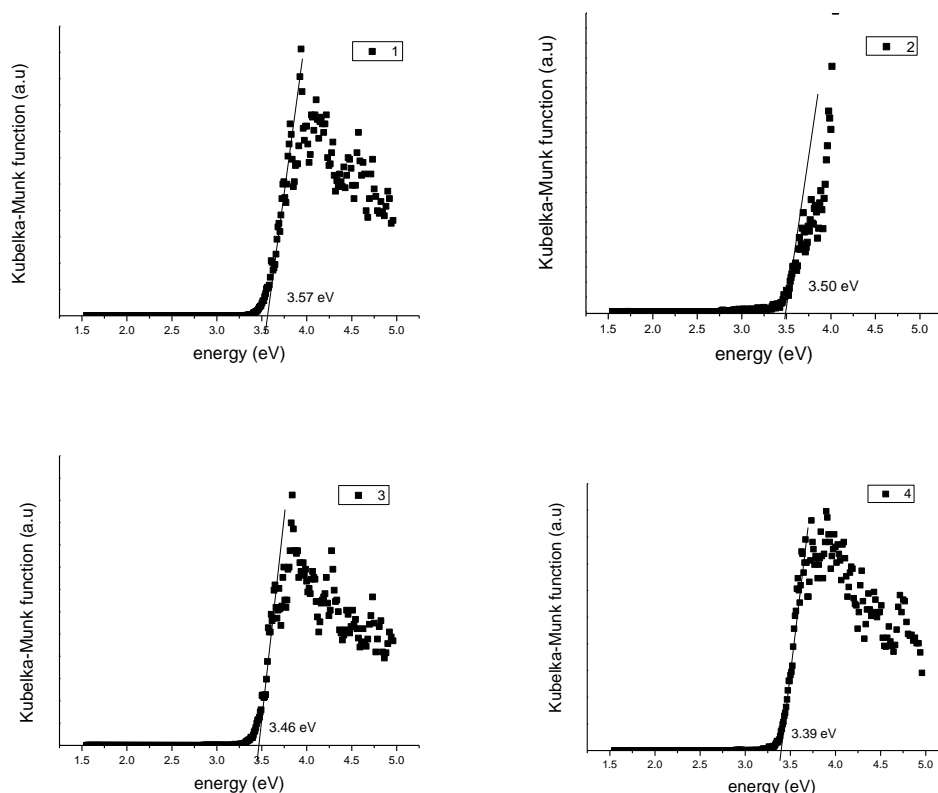 Kubelka-Munk function (a.u)
1
3.57 eV
1.5 2.0 2.5 3.0 3.5 4.0 4.5 5.0
energy (eV)
Kubelka-Munk function (a.u)
2
3.50 eV
1.5 2.0 2.5 3.0 3.5 4.0 4.5 5.0
energy (eV)
Kubelka-Munk function (a.u)
3
3.46 eV
1.5 2.0 2.5 3.0 3.5 4.0 4.5 5.0
energy (eV)
Kubelka-Munk function (a.u)
4
3.39 eV
1.5 2.0 2.5 3.0 3.5 4.0 4.5 5.0
energy (eV)